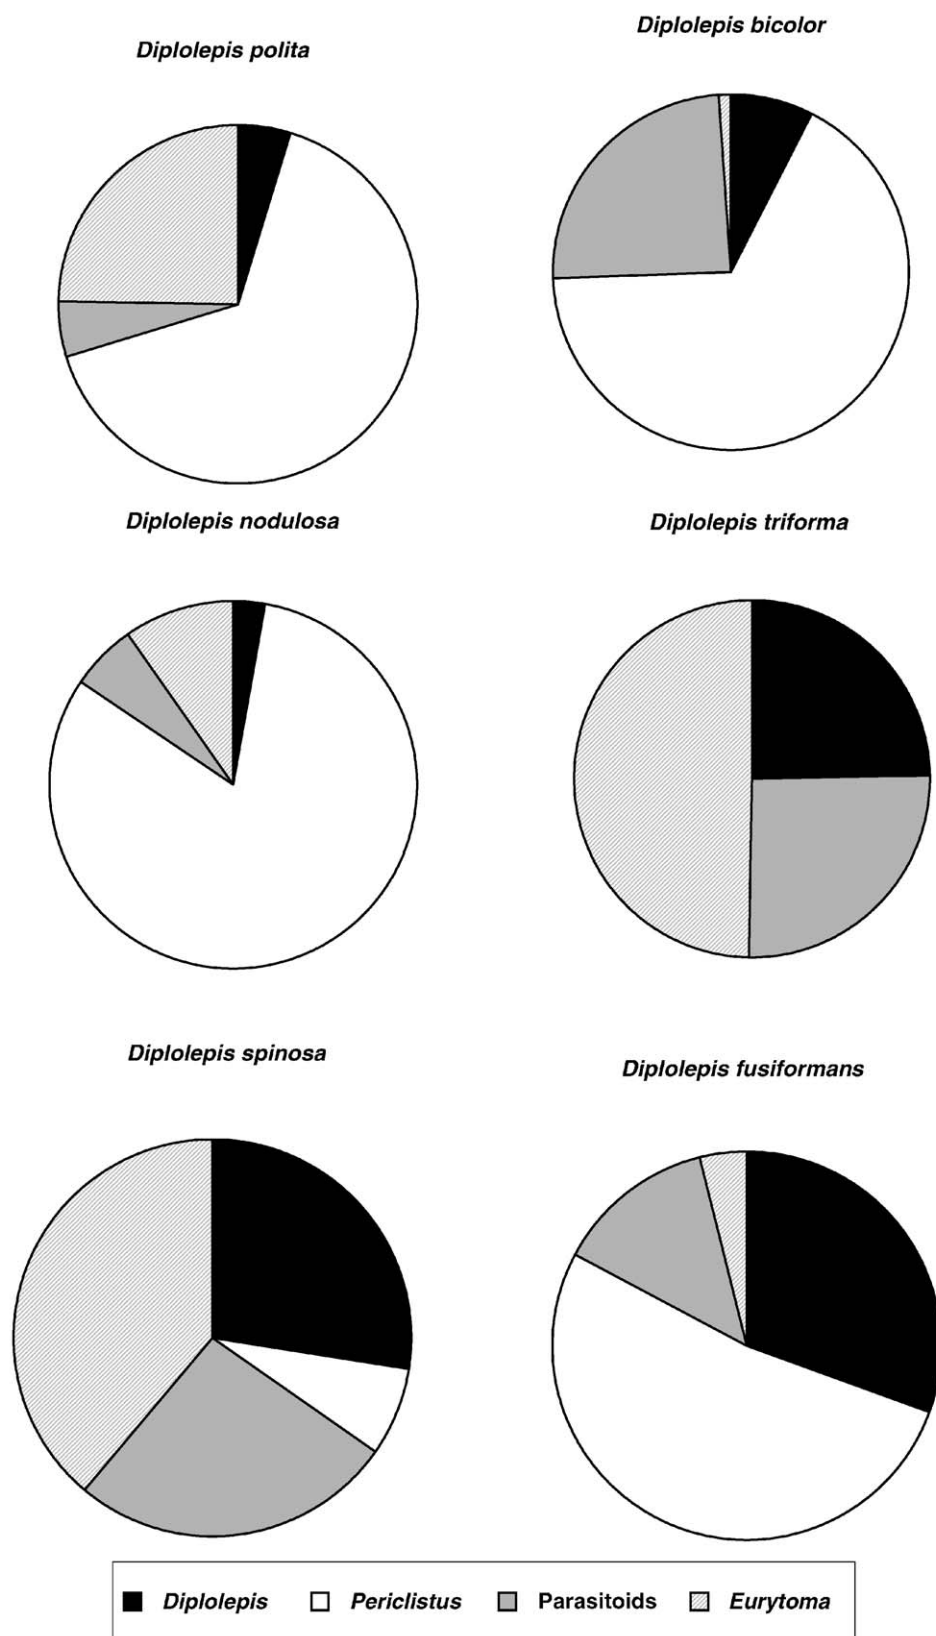 Diplolepis polita
Diplolepis bicolor
Diplolepis nodulosa
Diplolepis triforma
Diplolepis spinosa
Diplolepis fusiformans
Diplolepis Periclistus Parasitoids Eurytoma